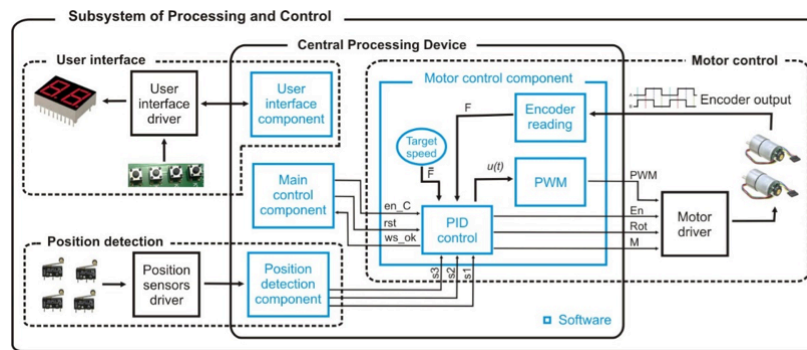 Subsystem of Processing and Control
User interface
Central Processing Device
Motor control
User
interface
driver
User
interface
component
Motor control component
F
Encoder
reading
Encoder output
Target
speed
F̄
u(t)
PWM
PWM
Main
control
component
en_C
rst
ws_ok
PID
control
En
Rot
M
Motor
driver
Position detection
Position
sensors
driver
Position
detection
component
s3
s2
s1
Software